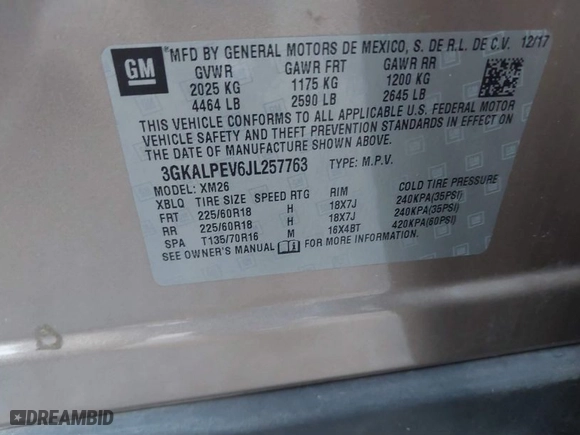 GM
MFD BY GENERAL MOTORS DE MEXICO, S. DE R.L. DE C.V. 12/17
GVWR GAWR FRT GAWR RR
2025 KG 1175 KG 1200 KG
4464 LB 2590 LB 2645 LB
THIS VEHICLE CONFORMS TO ALL APPLICABLE U.S. FEDERAL MOTOR
VEHICLE SAFETY AND THEFT PREVENTION STANDARDS IN EFFECT ON
THE DATE OF MANUFACTURE SHOWN ABOVE.
3GKALPEV6JL257763 TYPE: M.P.V.
MODEL: XM26
XBLQ TIRE SIZE SPEED RTG RIM COLD TIRE PRESSURE
FRT 225/60R18 H 18X7J 240KPA(35PSI)
RR 225/60R18 H 18X7J 240KPA(35PSI)
SPA T135/70R16 M 16X4BT 420KPA(60PSI)
SEE OWNER'S MANUAL FOR MORE INFORMATION.
DREAMBID